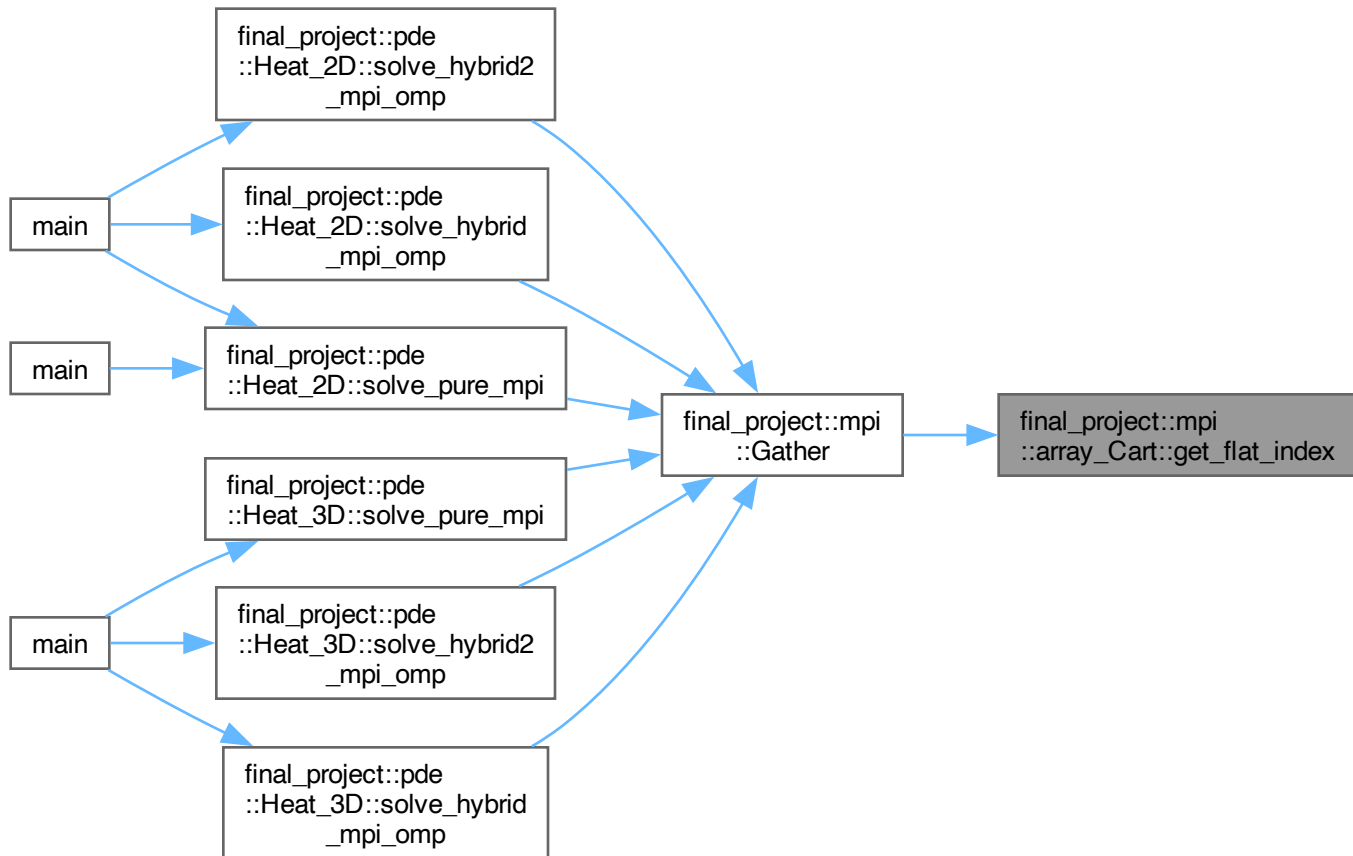 final_project::pde
::Heat_2D::solve_hybrid2
_mpi_omp
main
final_project::pde
::Heat_2D::solve_hybrid
_mpi_omp
main
final_project::pde
::Heat_2D::solve_pure_mpi
final_project::mpi
::Gather
final_project::mpi
::array_Cart::get_flat_index
final_project::pde
::Heat_3D::solve_pure_mpi
main
final_project::pde
::Heat_3D::solve_hybrid2
_mpi_omp
final_project::pde
::Heat_3D::solve_hybrid
_mpi_omp